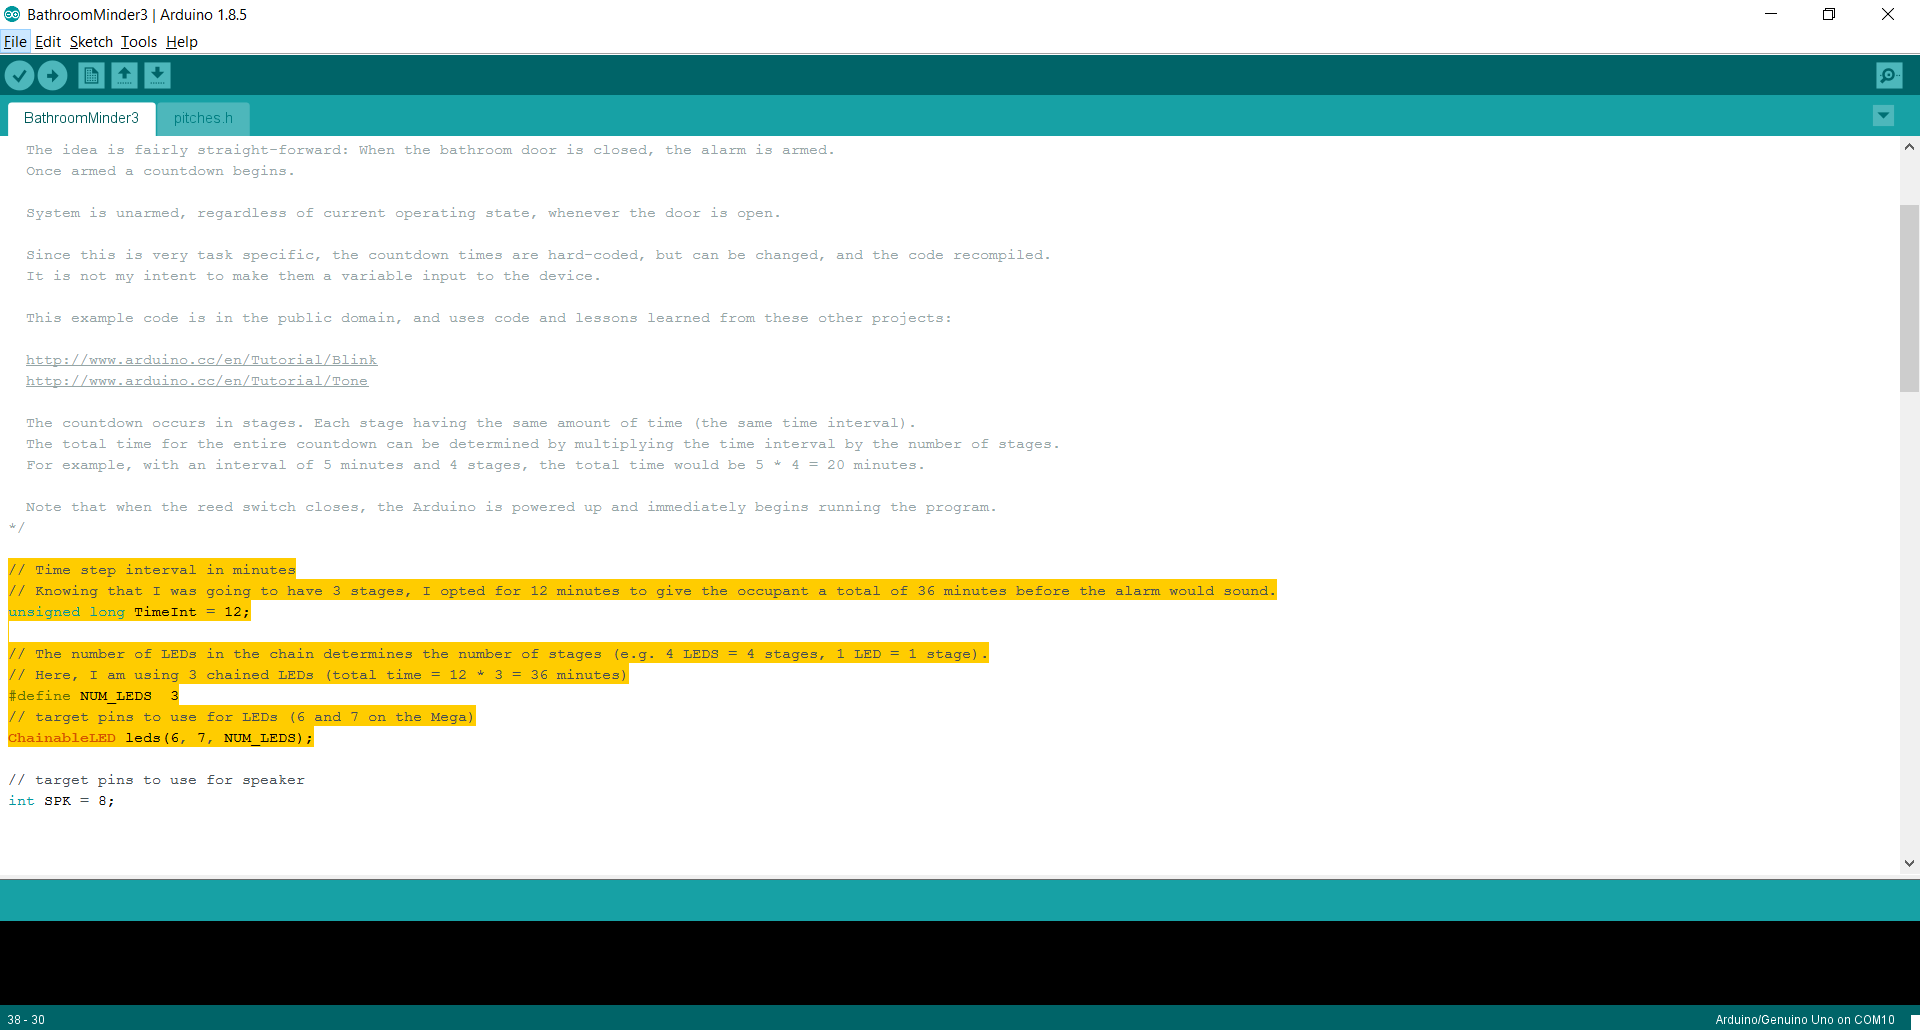 BathroomMinder3 | Arduino 1.8.5
File Edit Sketch Tools Help
BathroomMinder3 pitches.h
The idea is fairly straight-forward: When the bathroom door is closed, the alarm is armed.
Once armed a countdown begins.
System is unarmed, regardless of current operating state, whenever the door is open.
Since this is very task specific, the countdown times are hard-coded, but can be changed, and the code recompiled.
It is not my intent to make them a variable input to the device.
This example code is in the public domain, and uses code and lessons learned from these other projects:
http://www.arduino.cc/en/Tutorial/Blink
http://www.arduino.cc/en/Tutorial/Tone
The countdown occurs in stages. Each stage having the same amount of time (the same time interval).
The total time for the entire countdown can be determined by multiplying the time interval by the number of stages.
For example, with an interval of 5 minutes and 4 stages, the total time would be 5 * 4 = 20 minutes.
Note that when the reed switch closes, the Arduino is powered up and immediately begins running the program.
*/
// Time step interval in minutes
// Knowing that I was going to have 3 stages, I opted for 12 minutes to give the occupant a total of 36 minutes before the alarm would sound.
unsigned long TimeInt = 12;
// The number of LEDs in the chain determines the number of stages (e.g. 4 LEDS = 4 stages, 1 LED = 1 stage).
// Here, I am using 3 chained LEDs (total time = 12 * 3 = 36 minutes)
#define NUM_LEDS  3
// target pins to use for LEDs (6 and 7 on the Mega)
ChainableLED leds(6, 7, NUM_LEDS);
// target pins to use for speaker
int SPK = 8;
38 - 30 Arduino/Genuino Uno on COM10